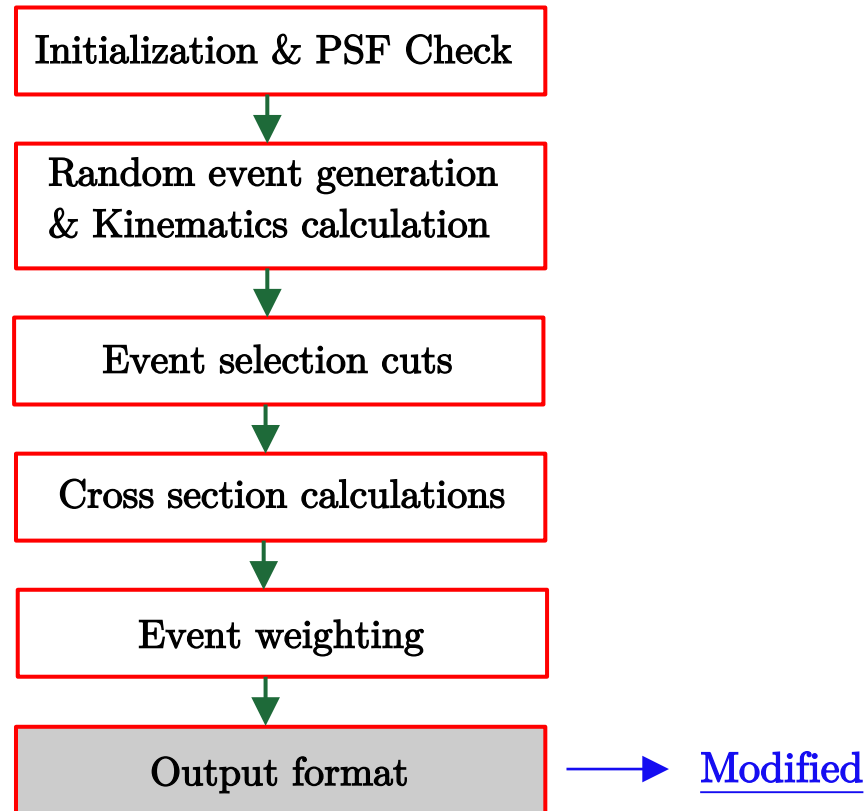 Initialization & PSF Check
Random event generation
& Kinematics calculation
Event selection cuts
Cross section calculations
Event weighting
Output format
Modified